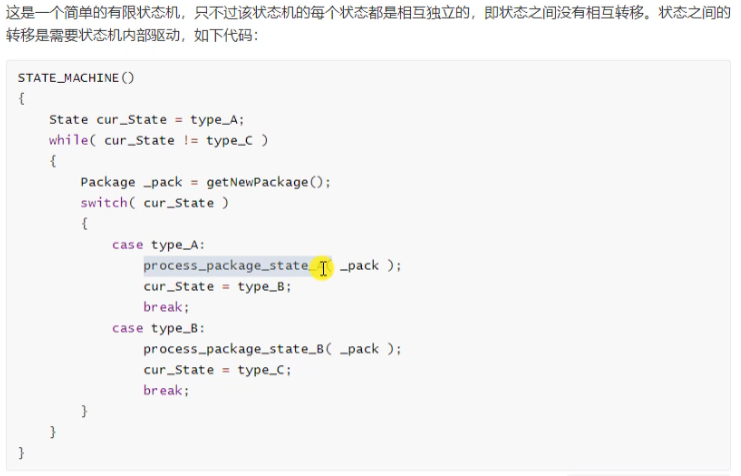 这是一个简单的有限状态机，只不过该状态机的每个状态都是相互独立的，即状态之间没有相互转移。状态之间的
转移是需要状态机内部驱动，如下代码：
STATE_MACHINE()
{
    State cur_State = type_A;
    while( cur_State != type_C )
    {
        Package _pack = getNewPackage();
        switch( cur_State )
        {
            case type_A:
                process_package_state_A( _pack );
                cur_State = type_B;
                break;
            case type_B:
                process_package_state_B( _pack );
                cur_State = type_C;
                break;
        }
    }
}